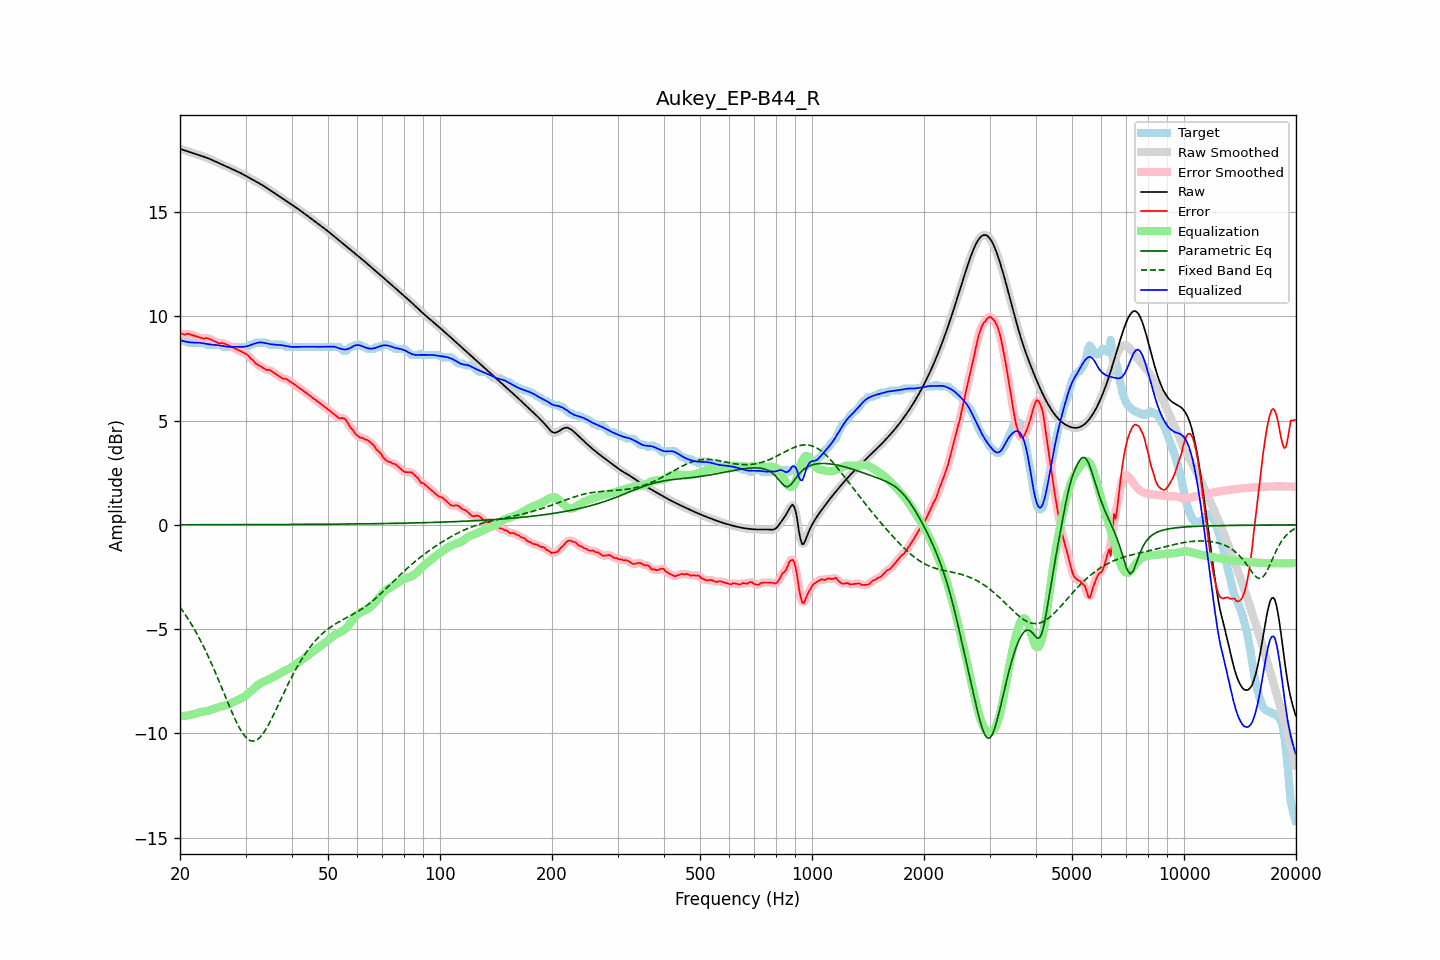 Aukey_EP-B44_R
Target
Raw Smoothed
Error Smoothed
Raw
Error
Equalization
Parametric Eq
Fixed Band Eq
Equalized
Amplitude (dBr)
15
10
5
0
−5
−10
−15
20 50 100 200 500 1000 2000 5000 10000 20000
Frequency (Hz)